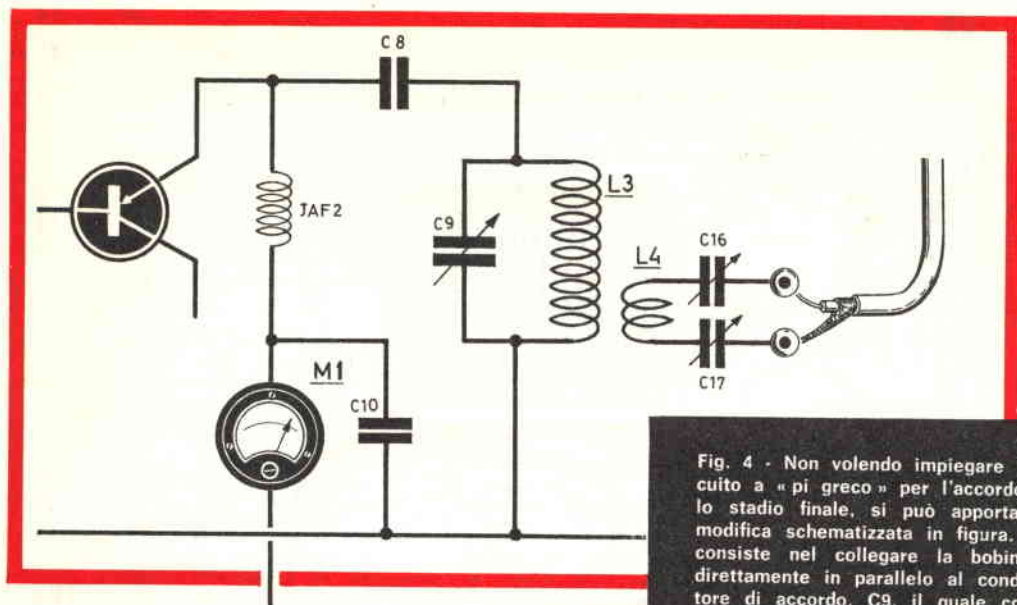 C 8
JAF2
C9
L3
L4
C16
C17
M1
C10
Fig. 4 - Non volendo impiegare
cuito a « pi greco » per l'accordo
lo stadio finale, si può apporta
modifica schematizzata in figura.
consiste nel collegare la bobin
direttamente in parallelo al cond
tore di accordo, C9, il quale co